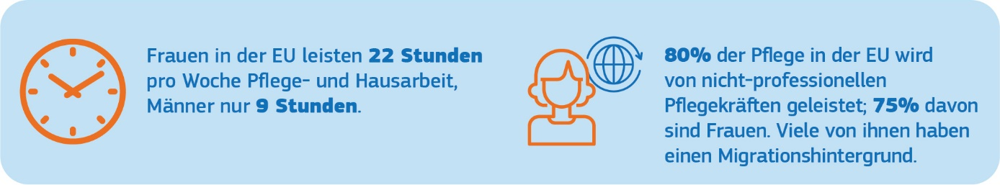 Frauen in der EU leisten 22 Stunden
pro Woche Pflege- und Hausarbeit,
Männer nur 9 Stunden.
80% der Pflege in der EU wird
von nicht-professionellen
Pflegekräften geleistet; 75% davon
sind Frauen. Viele von ihnen haben
einen Migrationshintergrund.